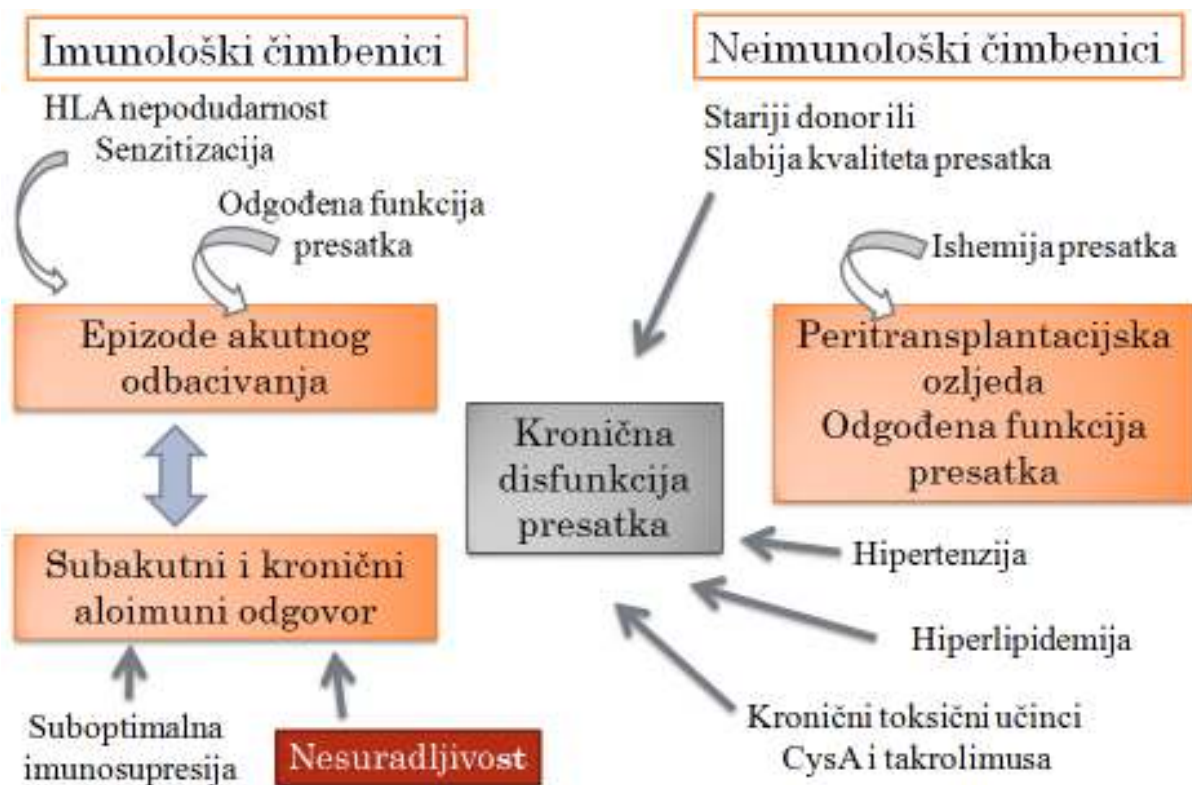 Imunološki čimbenici
HLA nepodudarnost
Senzitizacija
Odgođena funkcija
presatka
Epizode akutnog
odbacivanja
Subakutni i kronični
aloimuni odgovor
Suboptimalna
imunosupresija
Nesuradljivost
Kronična
disfunkcija
presatka
Neimunološki čimbenici
Stariji donor ili
Slabija kvaliteta presatka
Ishemija presatka
Peritransplantacijska
ozljeda
Odgođena funkcija
presatka
Hipertenzija
Hiperlipidemija
Kronični toksični učinci
CysA i takrolimusa